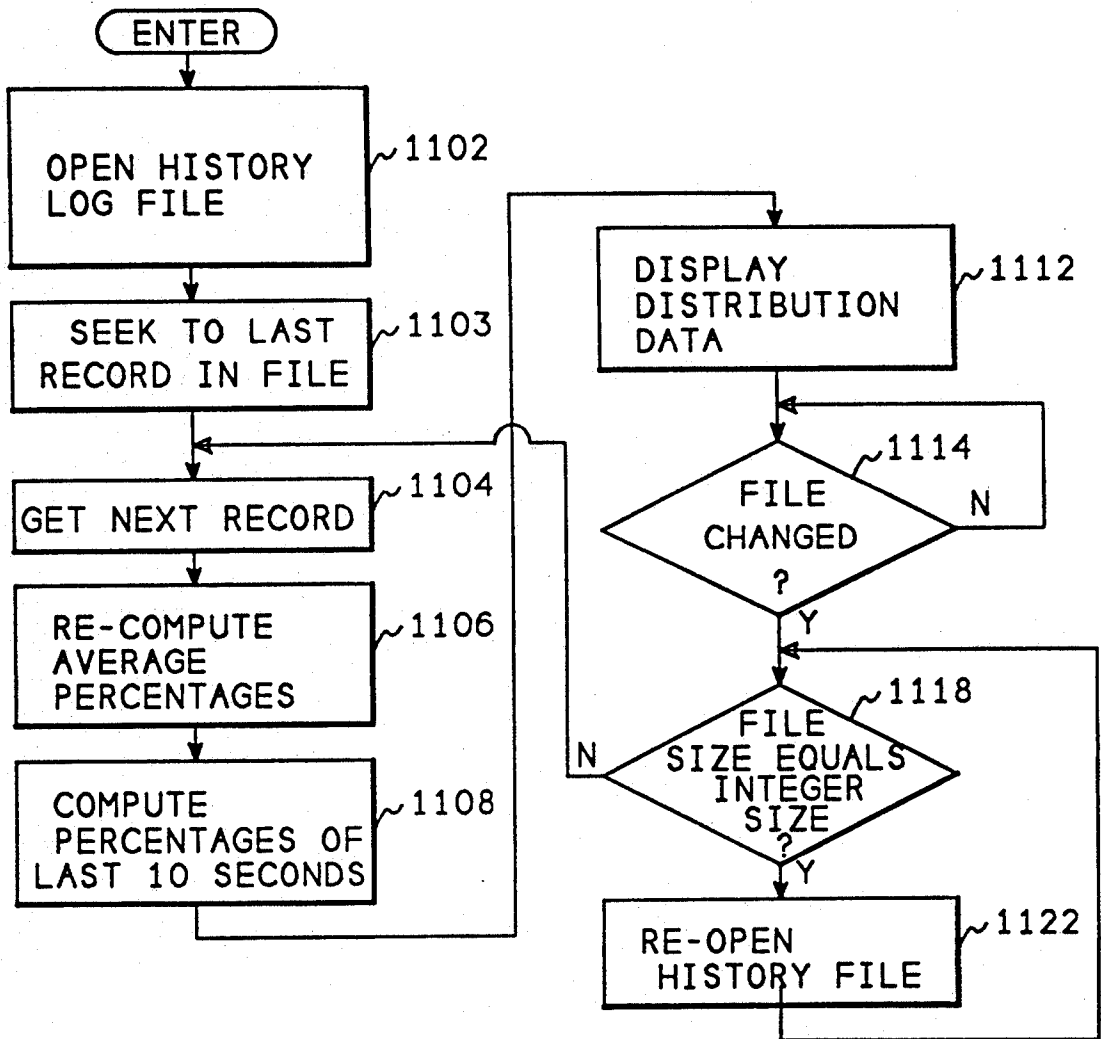 ENTER
OPEN HISTORY
LOG FILE
1102
SEEK TO LAST
RECORD IN FILE
1103
GET NEXT RECORD
1104
RE-COMPUTE
AVERAGE
PERCENTAGES
1106
COMPUTE
PERCENTAGES OF
LAST 10 SECONDS
1108
DISPLAY
DISTRIBUTION
DATA
1112
FILE
CHANGED
?
1114
N
Y
FILE
SIZE EQUALS
INTEGER
SIZE
?
1118
N
Y
RE-OPEN
HISTORY FILE
1122